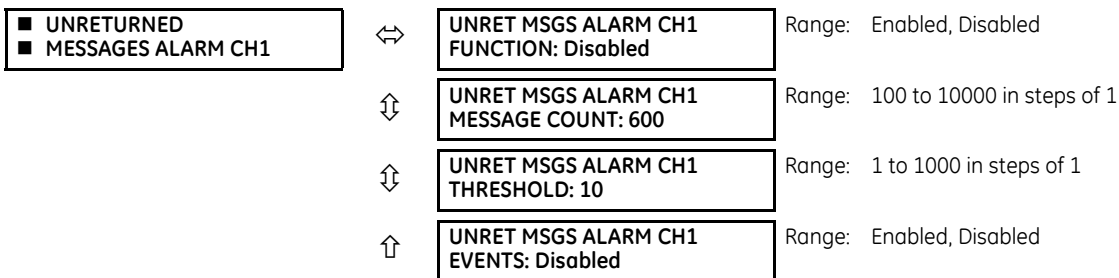 ■ UNRETURNED
■ MESSAGES ALARM CH1
UNRET MSGS ALARM CH1
FUNCTION: Disabled
Range: Enabled, Disabled
UNRET MSGS ALARM CH1
MESSAGE COUNT: 600
Range: 100 to 10000 in steps of 1
UNRET MSGS ALARM CH1
THRESHOLD: 10
Range: 1 to 1000 in steps of 1
UNRET MSGS ALARM CH1
EVENTS: Disabled
Range: Enabled, Disabled